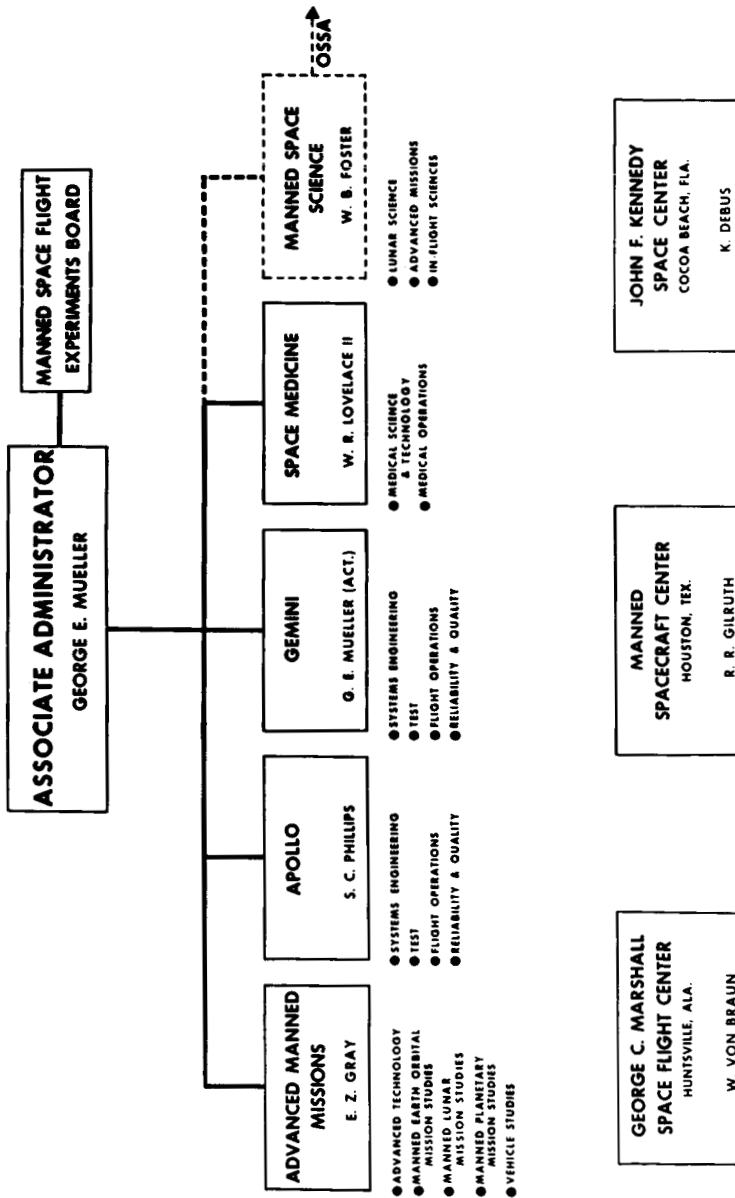 ASSOCIATE ADMINISTRATOR
GEORGE E. MUELLER
MANNED SPACE FLIGHT
EXPERIMENTS BOARD
ADVANCED MANNED
MISSIONS
E. Z. GRAY
● ADVANCED TECHNOLOGY
● MANNED EARTH ORBITAL
MISSION STUDIES
● MANNED LUNAR
MISSION STUDIES
● MANNED PLANETARY
MISSION STUDIES
● VEHICLE STUDIES
APOLLO
S. C. PHILLIPS
● SYSTEMS ENGINEERING
● TEST
● FLIGHT OPERATIONS
● RELIABILITY & QUALITY
GEMINI
G. E. MUELLER (ACT.)
● SYSTEMS ENGINEERING
● TEST
● FLIGHT OPERATIONS
● RELIABILITY & QUALITY
SPACE MEDICINE
W. R. LOVELACE II
● MEDICAL SCIENCE
& TECHNOLOGY
● MEDICAL OPERATIONS
MANNED SPACE
SCIENCE
W. B. FOSTER
● LUNAR SCIENCE
● ADVANCED MISSIONS
● IN-FLIGHT SCIENCES
OSSA
GEORGE C. MARSHALL
SPACE FLIGHT CENTER
HUNTSVILLE, ALA.
W. VON BRAUN
MANNED
SPACECRAFT CENTER
HOUSTON, TEX.
R. R. GILRUTH
JOHN F. KENNEDY
SPACE CENTER
COCOA BEACH, FLA.
K. DEBUS